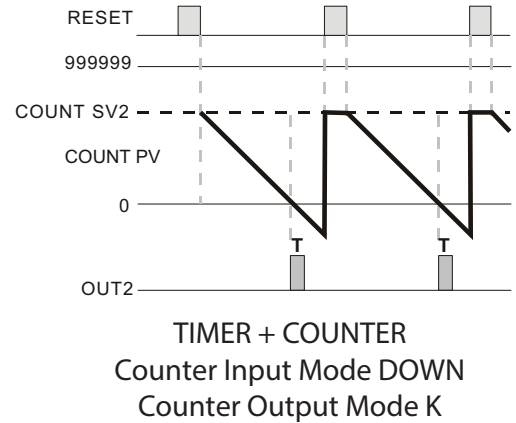 RESET
999999
COUNT SV2
COUNT PV
0
T T
OUT2
TIMER + COUNTER
Counter Input Mode DOWN
Counter Output Mode K